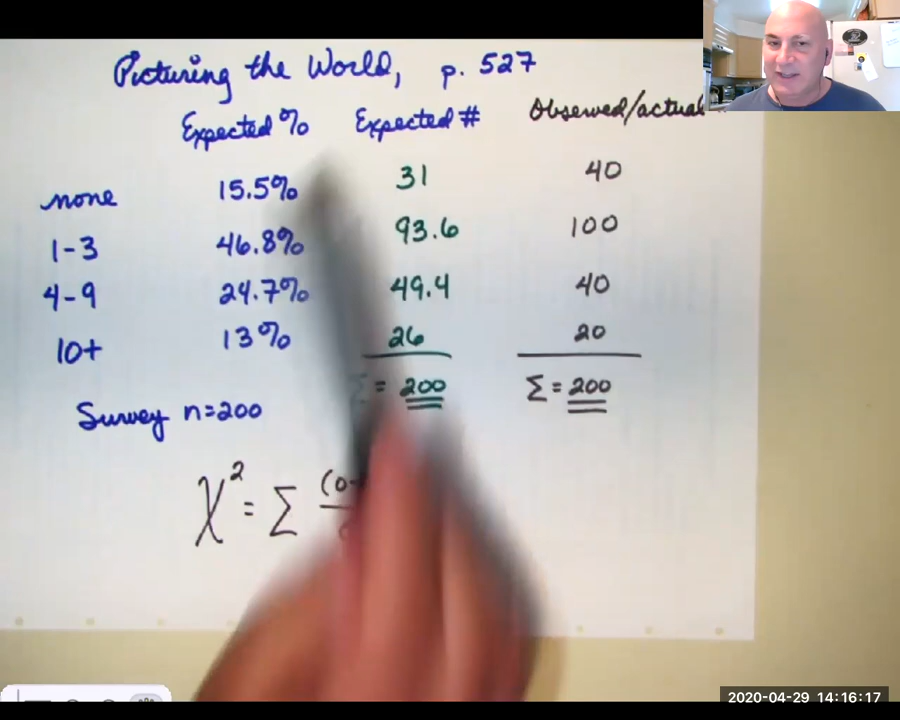 Picturing the World, p. 527
Expected % Expected # Observed/actual
none 15.5% 31 40
1-3 46.8% 93.6 100
4-9 24.7% 49.4 40
10+ 13% 26 20
Σ = 200 Σ = 200
Survey n=200
χ² = Σ (O-
2020-04-29 14:16:17